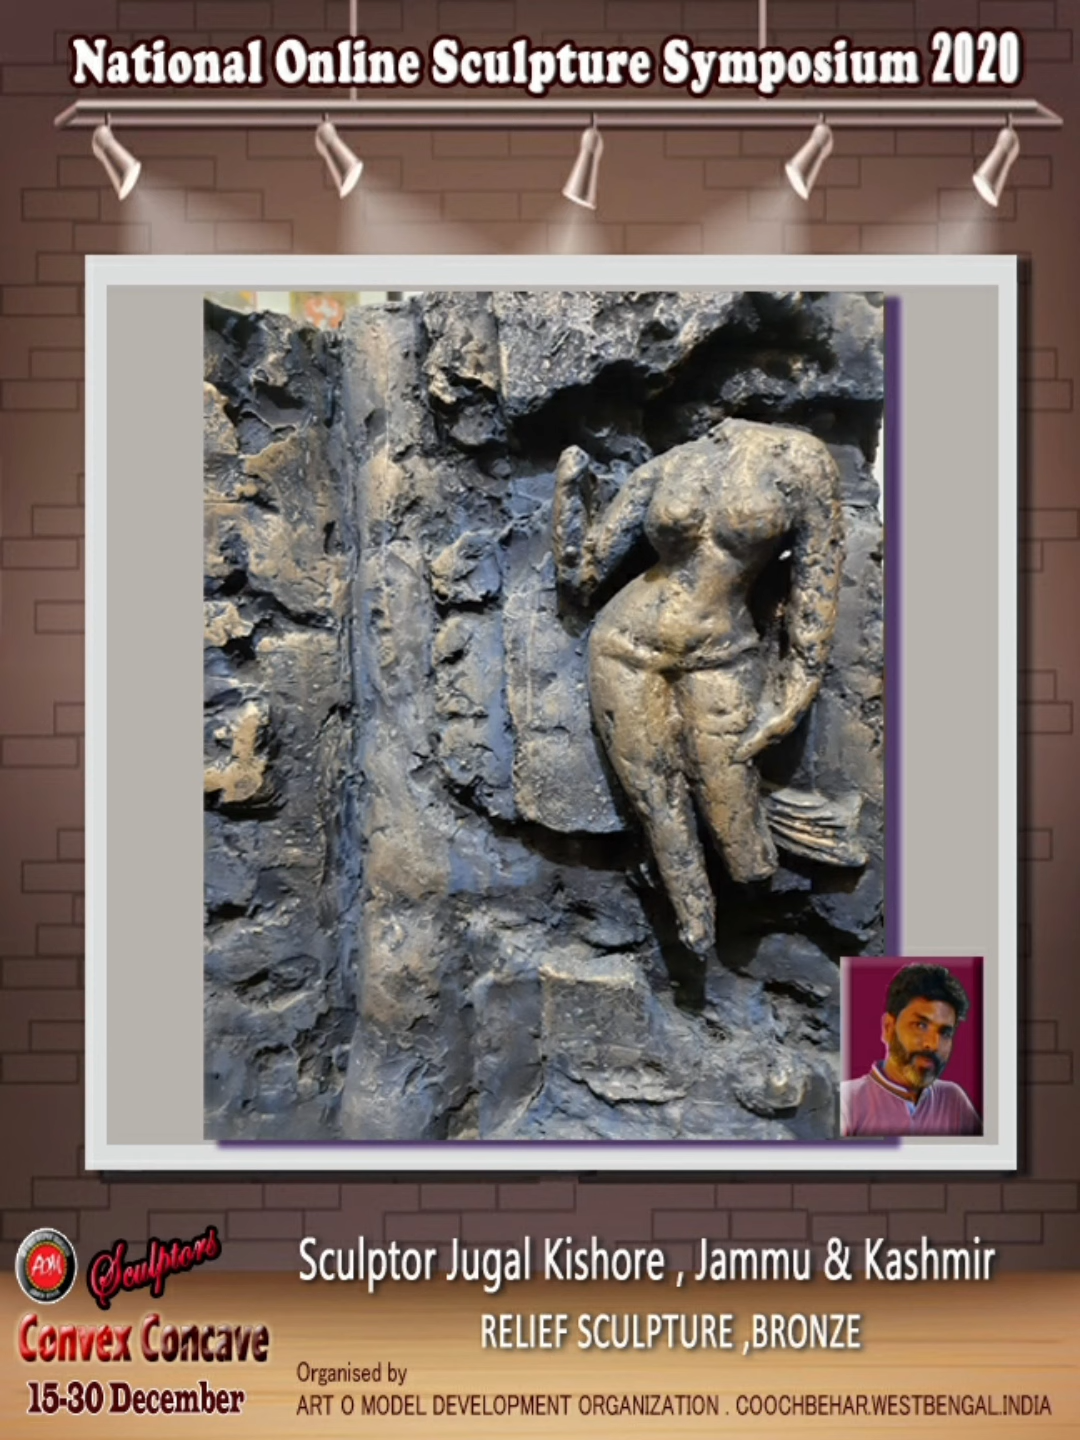 National Online Sculpture Symposium 2020
AOM
Sculptors
Convex Concave
15-30 December
Sculptor Jugal Kishore , Jammu & Kashmir
RELIEF SCULPTURE ,BRONZE
Organised by
ART O MODEL DEVELOPMENT ORGANIZATION . COOCHBEHAR.WESTBENGAL.INDIA